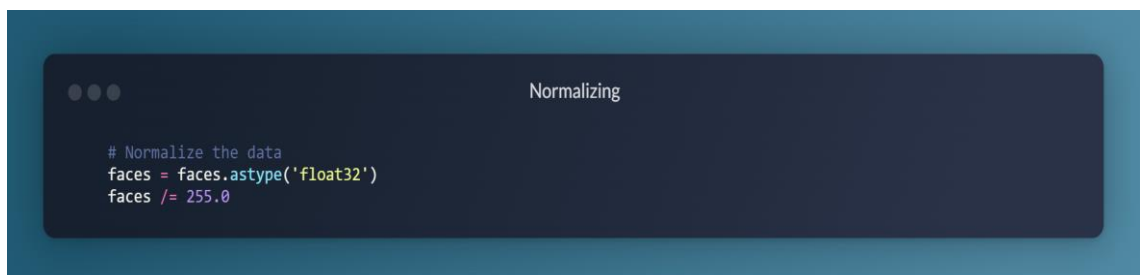 Normalizing
# Normalize the data
faces = faces.astype('float32')
faces /= 255.0